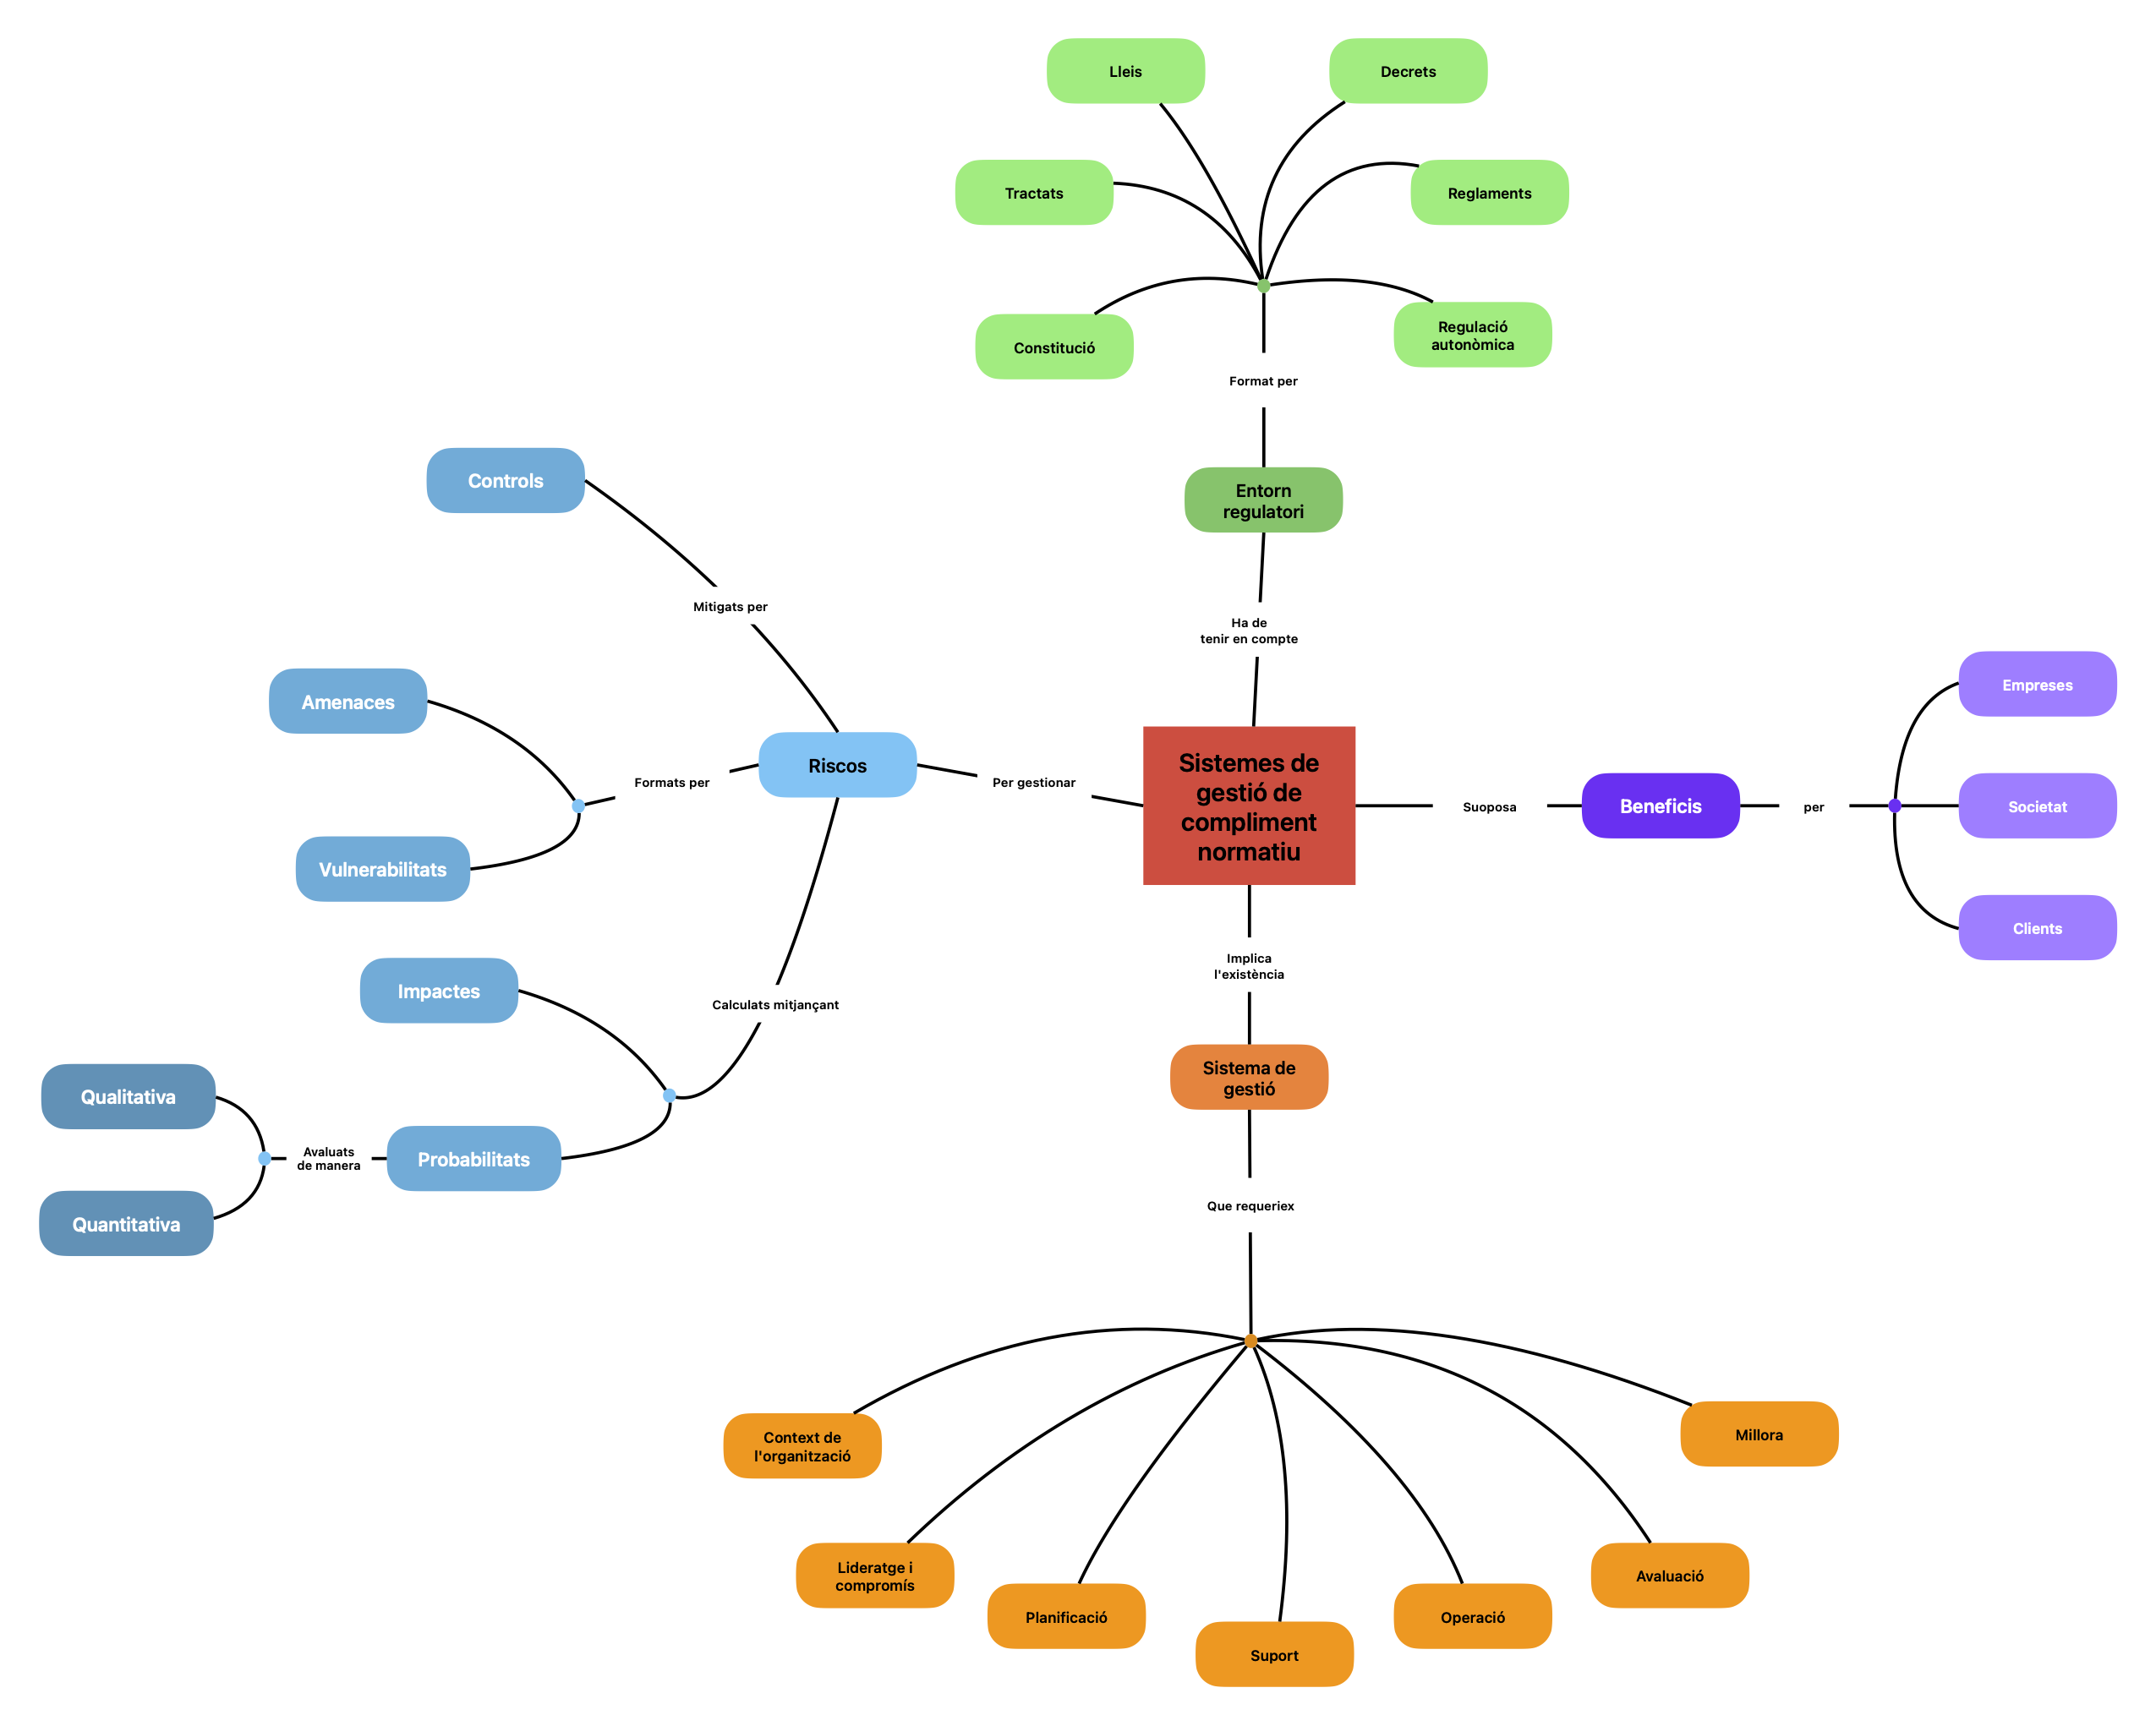 Lleis
Decrets
Tractats
Reglaments
Constitució
Regulació
autonòmica
Format per
Entorn
regulatori
Ha de
tenir en compte
Controls
Mitigats per
Amenaces
Vulnerabilitats
Formats per
Riscos
Per gestionar
Sistemes de
gestió de
compliment
normatiu
Suoposa
Beneficis
per
Empreses
Societat
Clients
Impactes
Calculats mitjançant
Qualitativa
Quantitativa
Avaluats
de manera
Probabilitats
Implica
l'existència
Sistema de
gestió
Que requeriex
Context de
l'organització
Lideratge i
compromís
Planificació
Suport
Operació
Avaluació
Millora